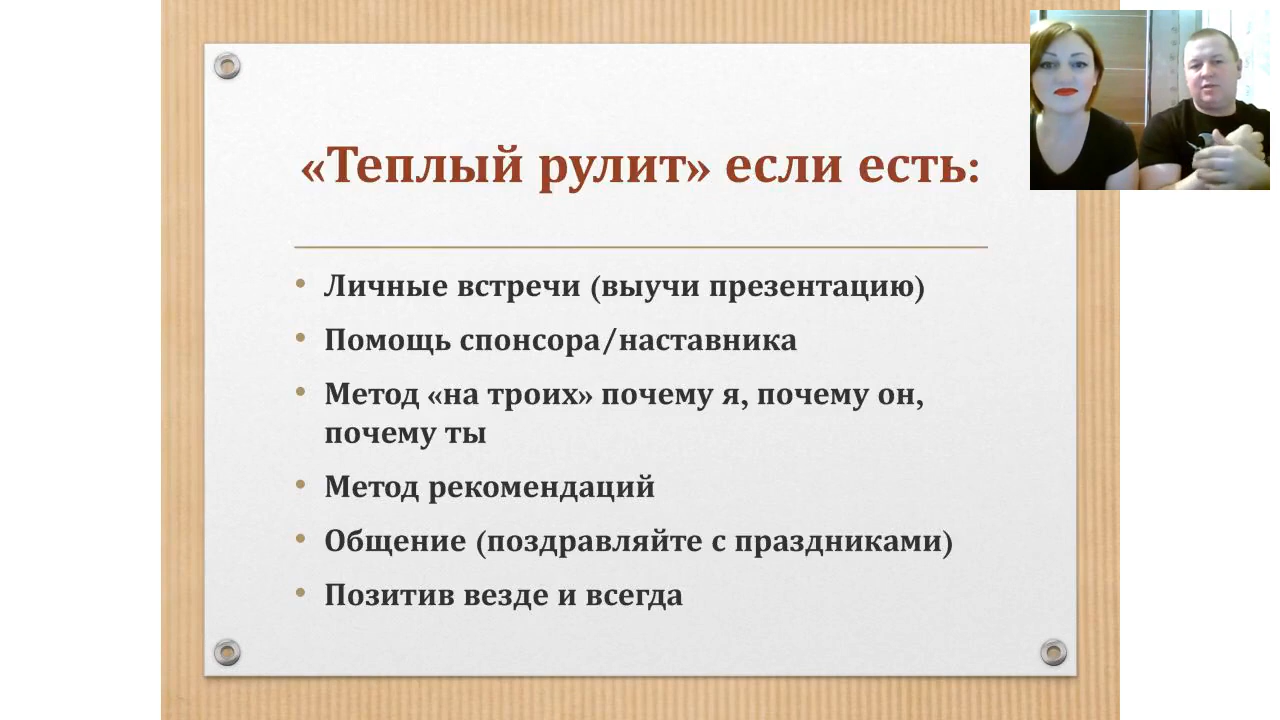 «Теплый рулит» если есть:
• Личные встречи (выучи презентацию)
• Помощь спонсора/наставника
• Метод «на троих» почему я, почему он,
почему ты
• Метод рекомендаций
• Общение (поздравляйте с праздниками)
• Позитив везде и всегда